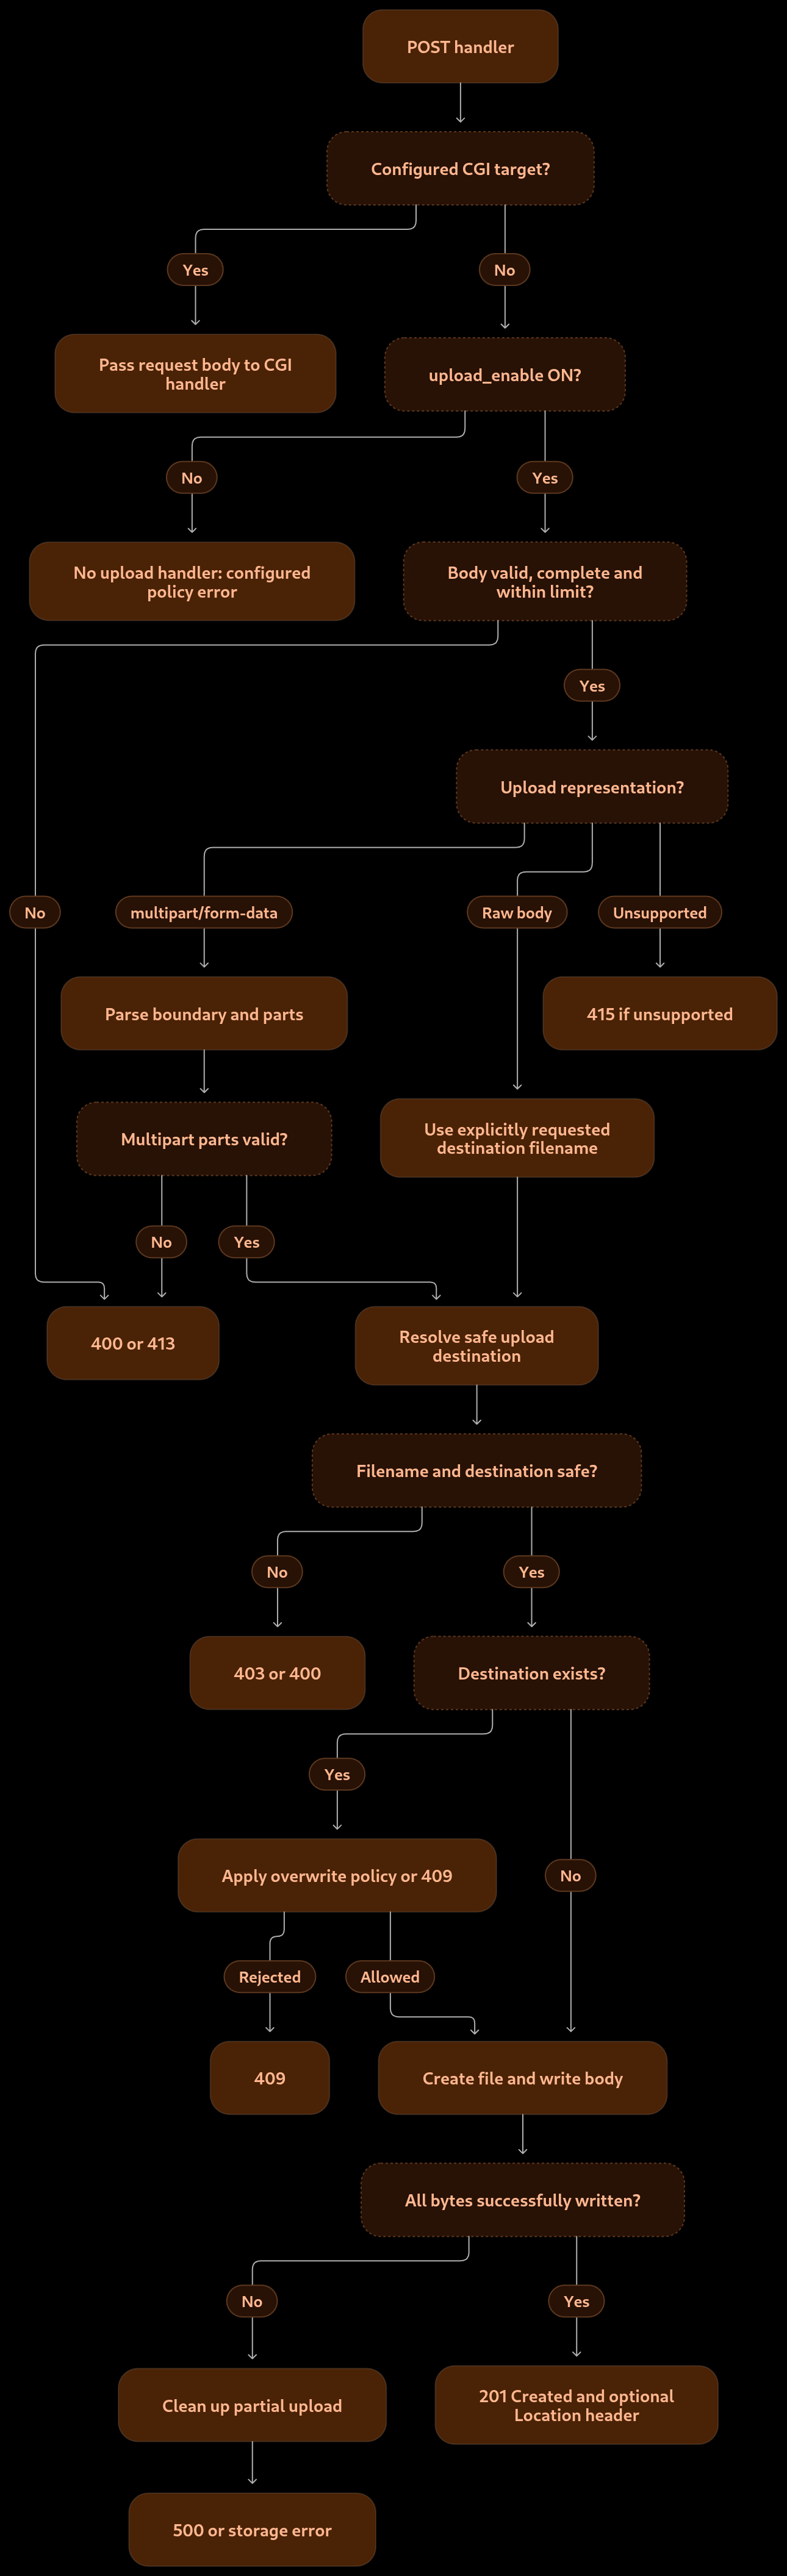 POST handler
Configured CGI target?
Yes
No
Pass request body to CGI
handler
upload_enable ON?
No
Yes
No upload handler: configured
policy error
Body valid, complete and
within limit?
Yes
Upload representation?
No
multipart/form-data
Raw body
Unsupported
Parse boundary and parts
415 if unsupported
Multipart parts valid?
Use explicitly requested
destination filename
No
Yes
400 or 413
Resolve safe upload
destination
Filename and destination safe?
No
Yes
403 or 400
Destination exists?
Yes
Apply overwrite policy or 409
No
Rejected
Allowed
409
Create file and write body
All bytes successfully written?
No
Yes
Clean up partial upload
201 Created and optional
Location header
500 or storage error